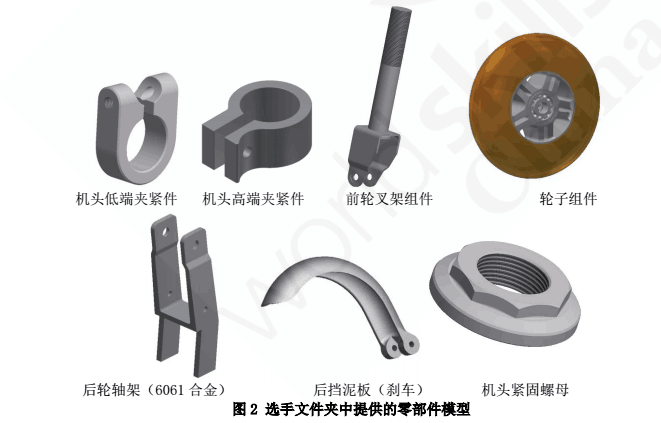 机头低端夹紧件 机头高端夹紧件 前轮叉架组件 轮子组件
后轮轴架（6061 合金） 后挡泥板（刹车） 机头紧固螺母
图 2 选手文件夹中提供的零部件模型
worldskills
China